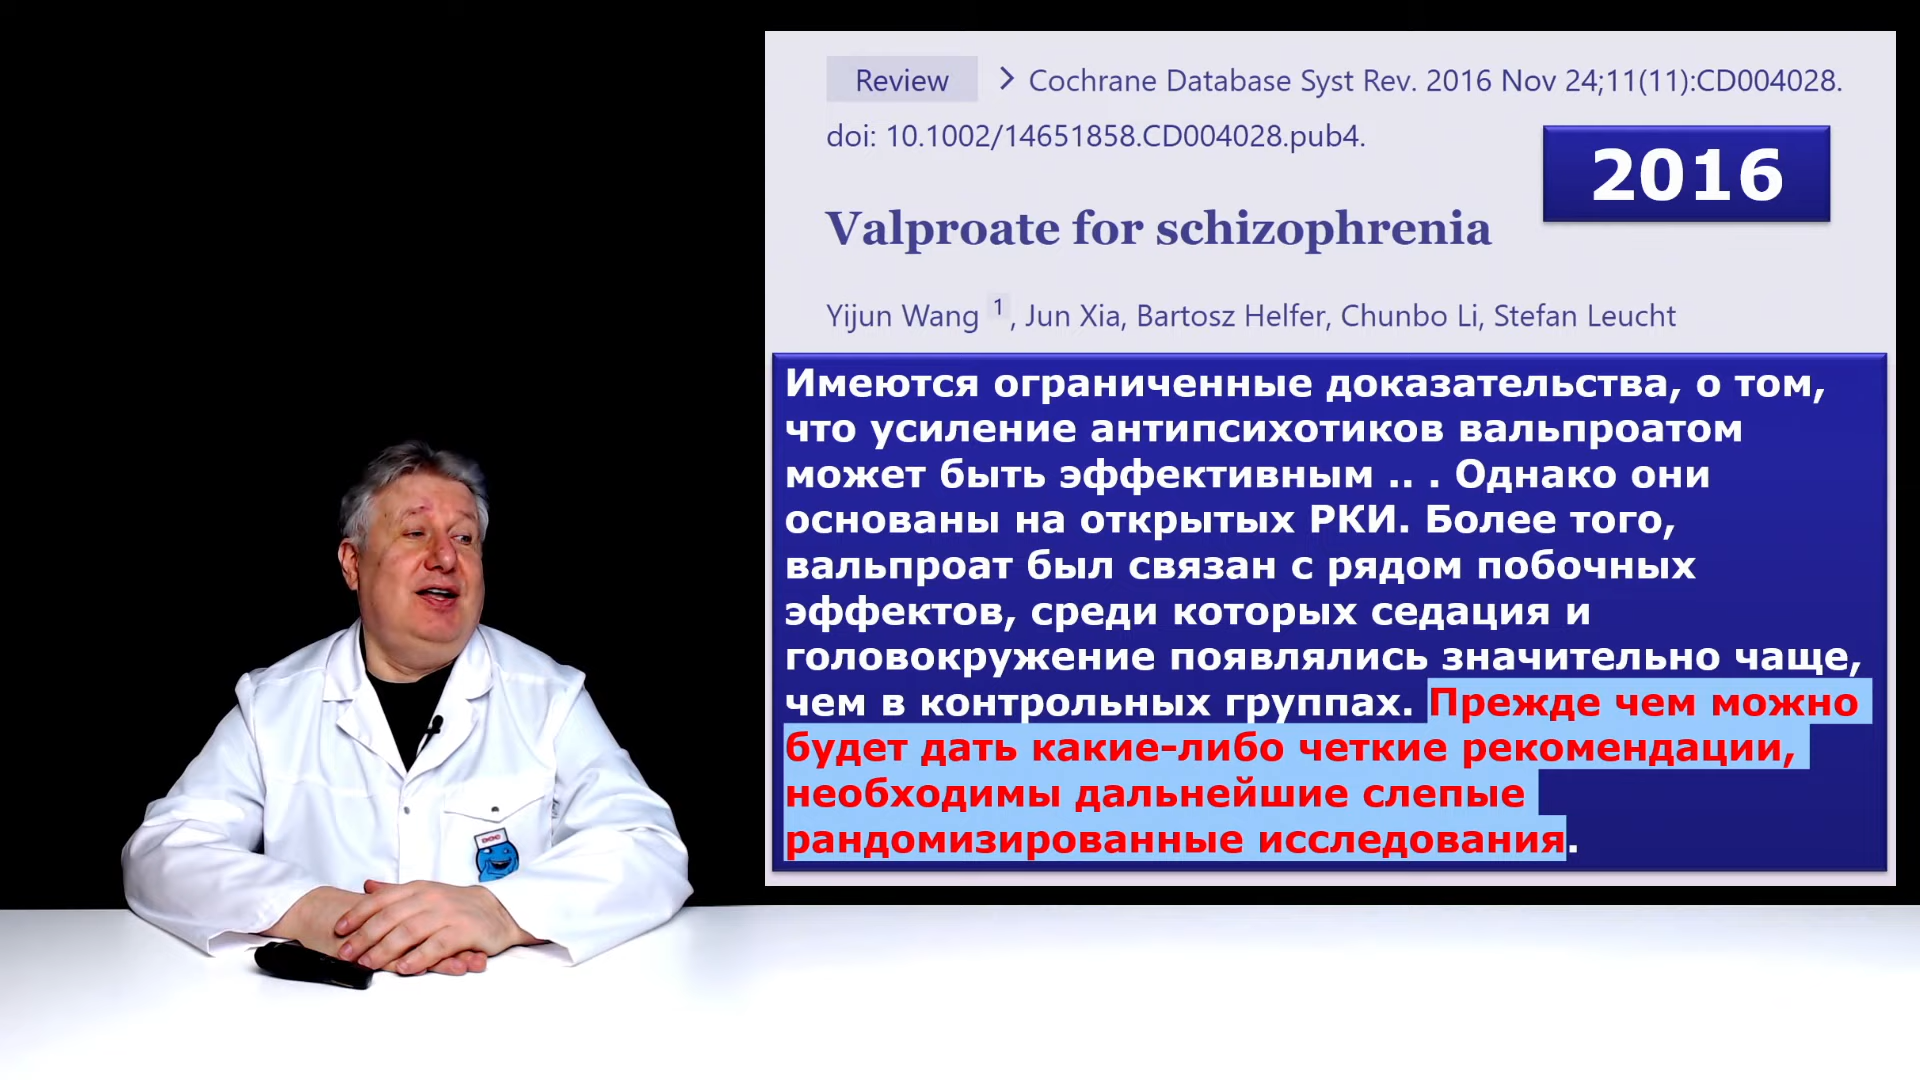 Review > Cochrane Database Syst Rev. 2016 Nov 24;11(11):CD004028.
doi: 10.1002/14651858.CD004028.pub4.
2016
Valproate for schizophrenia
Yijun Wang 1, Jun Xia, Bartosz Helfer, Chunbo Li, Stefan Leucht
Имеются ограниченные доказательства, о том,
что усиление антипсихотиков вальпроатом
может быть эффективным .. . Однако они
основаны на открытых РКИ. Более того,
вальпроат был связан с рядом побочных
эффектов, среди которых седация и
головокружение появлялись значительно чаще,
чем в контрольных группах. Прежде чем можно
будет дать какие-либо четкие рекомендации,
необходимы дальнейшие слепые
рандомизированные исследования.